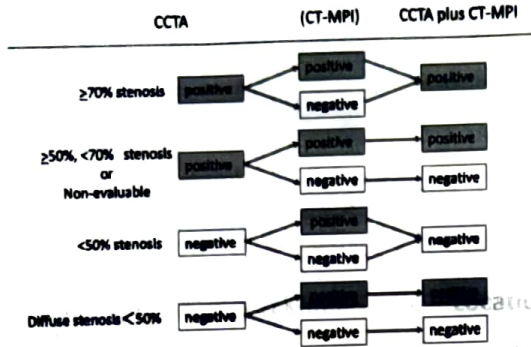 CCTA (CT-MPI) CCTA plus CT-MPI
positive
≥70% stenosis positive positive
negative
≥50%, <70% stenosis positive positive
or positive
Non-evaluable negative negative
positive
<50% stenosis negative negative
negative
Diffuse stenosis <50% negative
negative negative